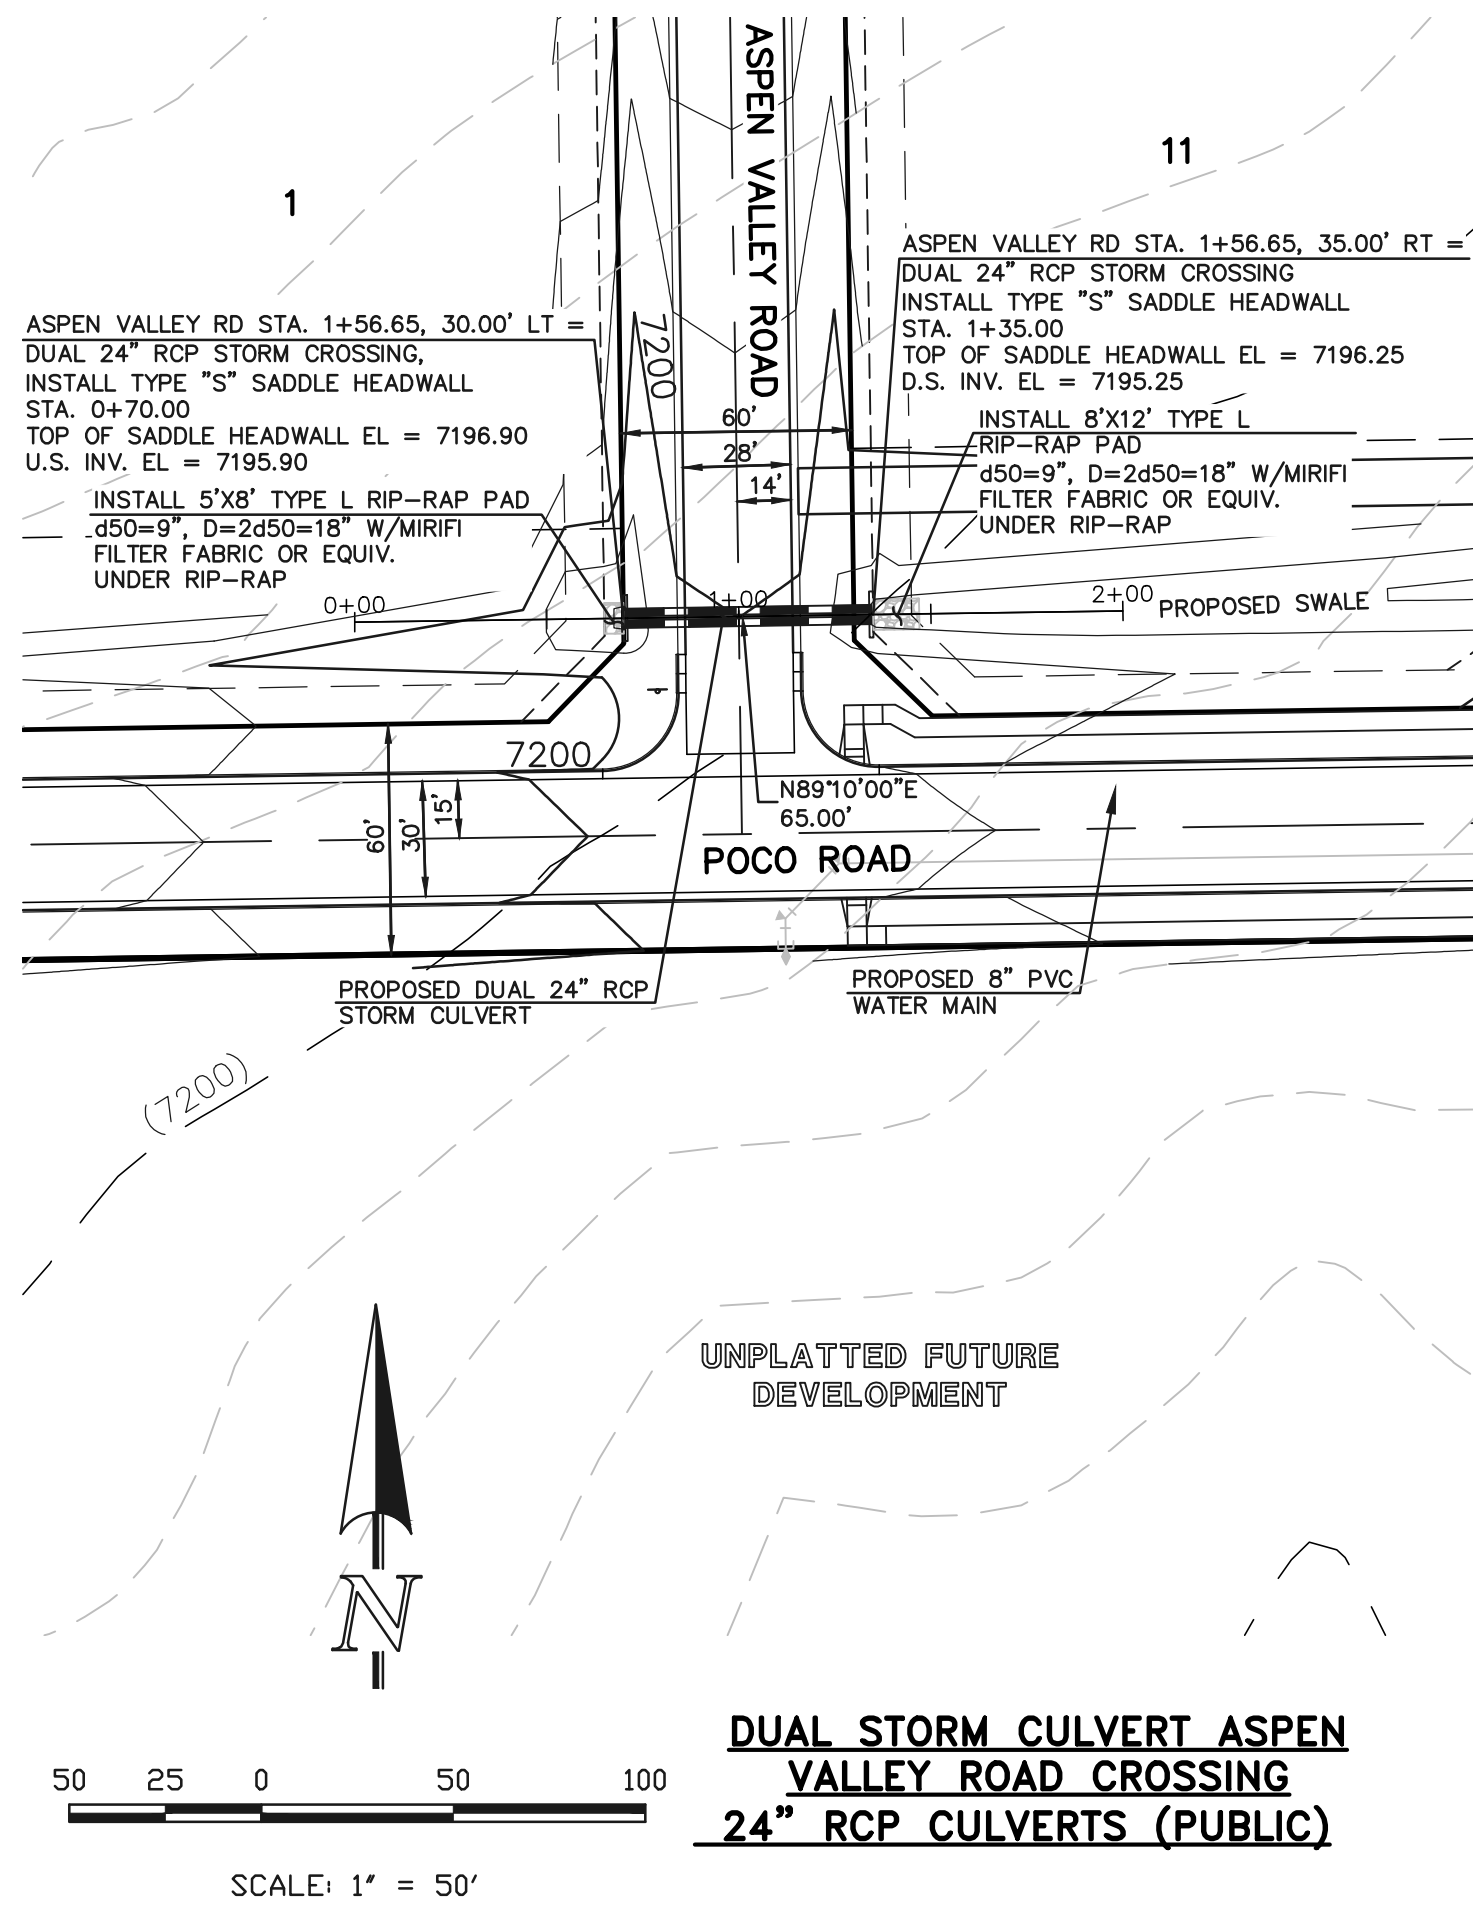 ASPEN VALLEY ROAD
11
1
ASPEN VALLEY RD STA. 1+56.65, 35.00' RT =
DUAL 24" RCP STORM CROSSING
INSTALL TYPE "S" SADDLE HEADWALL
STA. 1+35.00
TOP OF SADDLE HEADWALL EL = 7196.25
D.S. INV. EL = 7195.25
ASPEN VALLEY RD STA. 1+56.65, 30.00' LT =
DUAL 24" RCP STORM CROSSING,
INSTALL TYPE "S" SADDLE HEADWALL
STA. 0+70.00
TOP OF SADDLE HEADWALL EL = 7196.90
U.S. INV. EL = 7195.90
7200
60'
28'
14'
INSTALL 8'X12' TYPE L
RIP-RAP PAD
d50=9", D=2d50=18" W/MIRIFI
FILTER FABRIC OR EQUIV.
UNDER RIP-RAP
INSTALL 5'X8' TYPE L RIP-RAP PAD
d50=9", D=2d50=18" W/MIRIFI
FILTER FABRIC OR EQUIV.
UNDER RIP-RAP
0+00
1+00
2+00
PROPOSED SWALE
7200
60'
30'
15'
N89°10'00"E
65.00'
POCO ROAD
PROPOSED DUAL 24" RCP
STORM CULVERT
PROPOSED 8" PVC
WATER MAIN
(7200)
UNPLATTED FUTURE
DEVELOPMENT
N
DUAL STORM CULVERT ASPEN
VALLEY ROAD CROSSING
24" RCP CULVERTS (PUBLIC)
50 25 0 50 100
SCALE: 1" = 50'